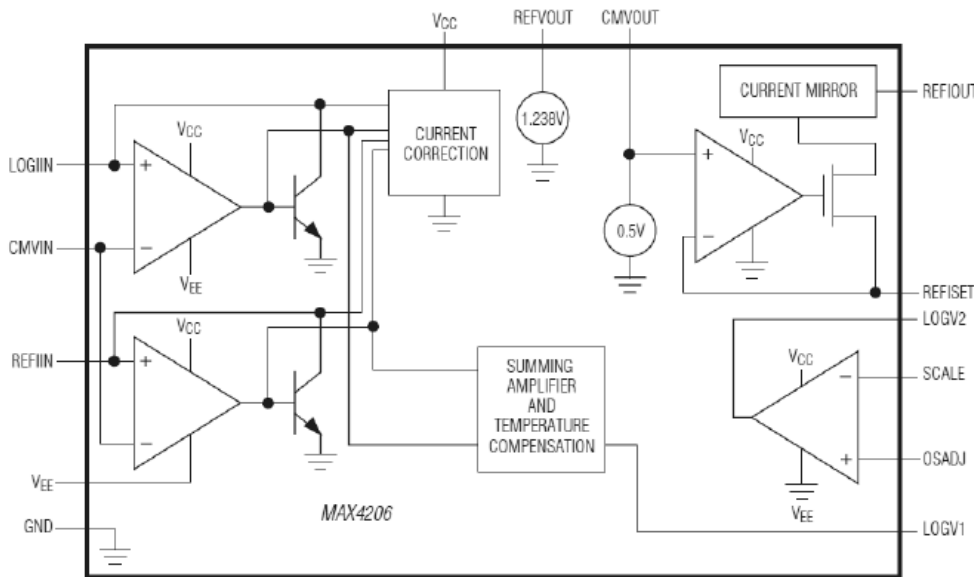 VCC
REFVOUT
CMVOUT
LOGIIN
CMVIN
REFIIN
VEE
GND
VCC
VEE
VCC
CURRENT
CORRECTION
1.238V
0.5V
CURRENT MIRROR
VCC
SUMMING
AMPLIFIER
AND
TEMPERATURE
COMPENSATION
VCC
VEE
MAX4206
REFIOUT
REFISET
LOGV2
SCALE
OSADJ
LOGV1